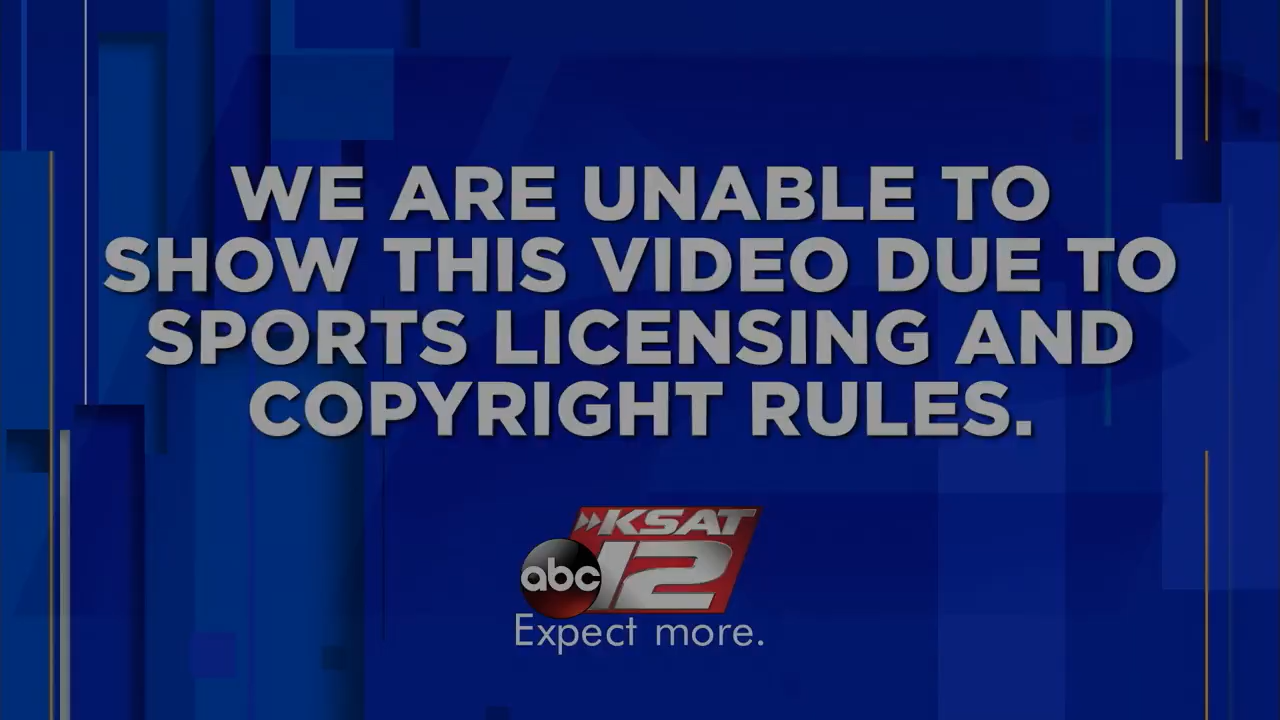 WE ARE UNABLE TO
SHOW THIS VIDEO DUE TO
SPORTS LICENSING AND
COPYRIGHT RULES.
KSAT
abc 12
Expect more.